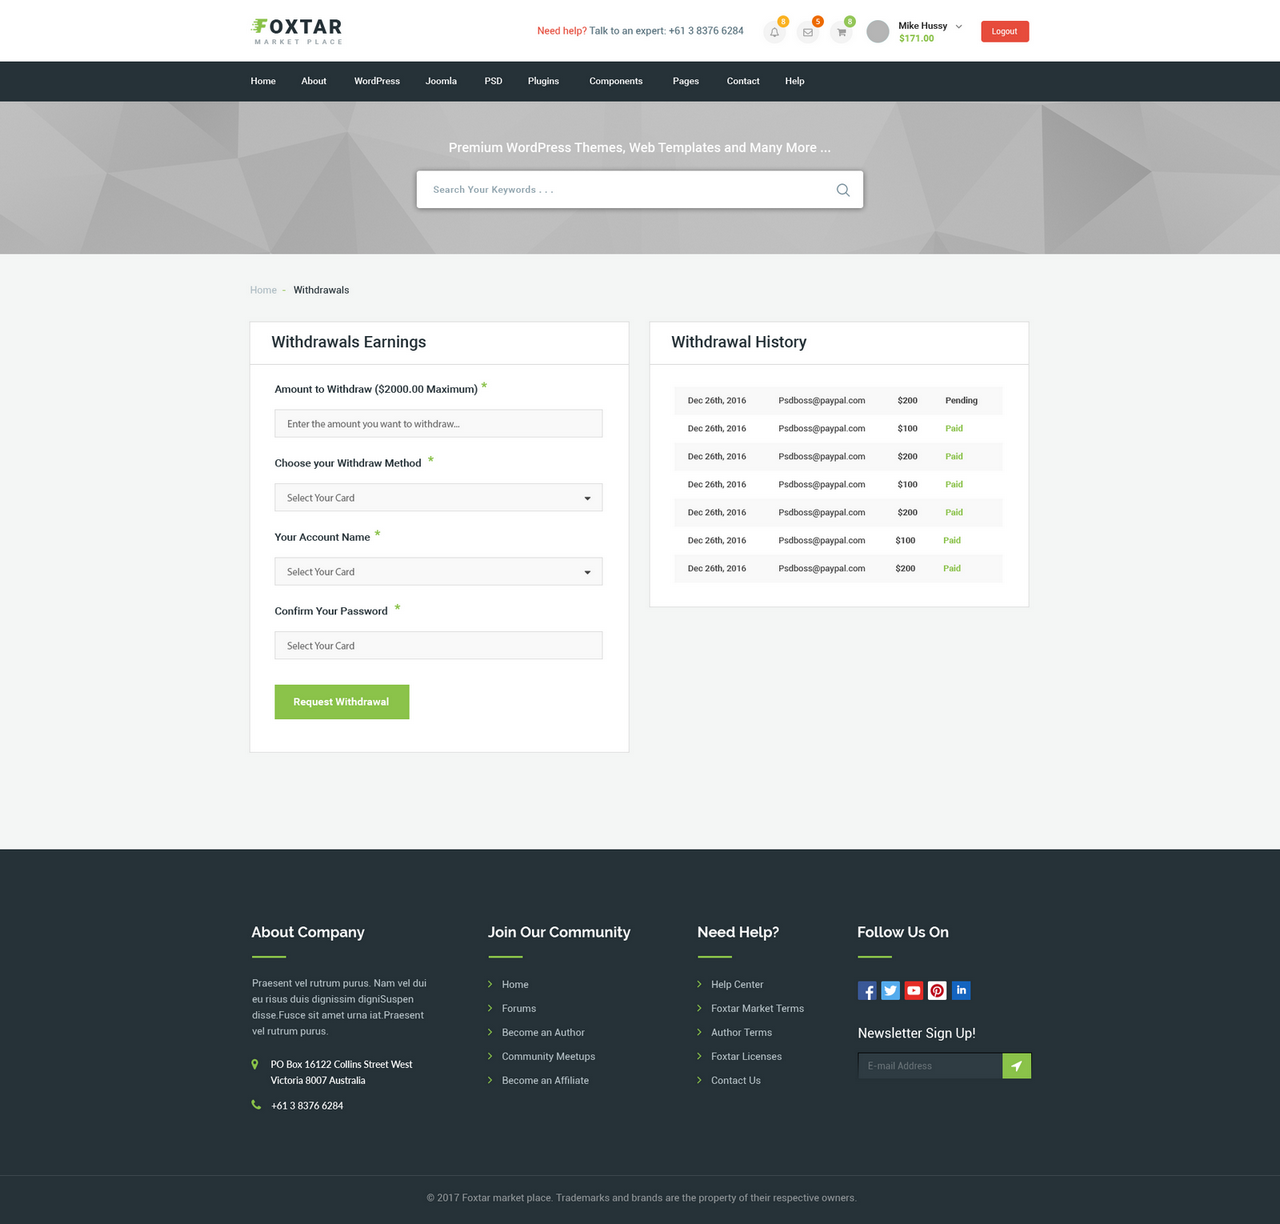 FOXTAR
MARKET PLACE
Need help? Talk to an expert: +61 3 8376 6284
8
5
8
Mike Hussy
$171.00
Logout
Home About WordPress Joomla PSD Plugins Components Pages Contact Help
Premium WordPress Themes, Web Templates and Many More ...
Search Your Keywords . . .
Home - Withdrawals
Withdrawals Earnings
Amount to Withdraw ($2000.00 Maximum) *
Enter the amount you want to withdraw...
Choose your Withdraw Method *
Select Your Card
Your Account Name *
Select Your Card
Confirm Your Password *
Select Your Card
Request Withdrawal
Withdrawal History
Dec 26th, 2016 Psdboss@paypal.com $200 Pending
Dec 26th, 2016 Psdboss@paypal.com $100 Paid
Dec 26th, 2016 Psdboss@paypal.com $200 Paid
Dec 26th, 2016 Psdboss@paypal.com $100 Paid
Dec 26th, 2016 Psdboss@paypal.com $200 Paid
Dec 26th, 2016 Psdboss@paypal.com $100 Paid
Dec 26th, 2016 Psdboss@paypal.com $200 Paid
About Company
Praesent vel rutrum purus. Nam vel dui
eu risus duis dignissim digniSuspen
disse.Fusce sit amet urna iat.Praesent
vel rutrum purus.
PO Box 16122 Collins Street West
Victoria 8007 Australia
+61 3 8376 6284
Join Our Community
Home
Forums
Become an Author
Community Meetups
Become an Affiliate
Need Help?
Help Center
Foxtar Market Terms
Author Terms
Foxtar Licenses
Contact Us
Follow Us On
Newsletter Sign Up!
E-mail Address
© 2017 Foxtar market place. Trademarks and brands are the property of their respective owners.